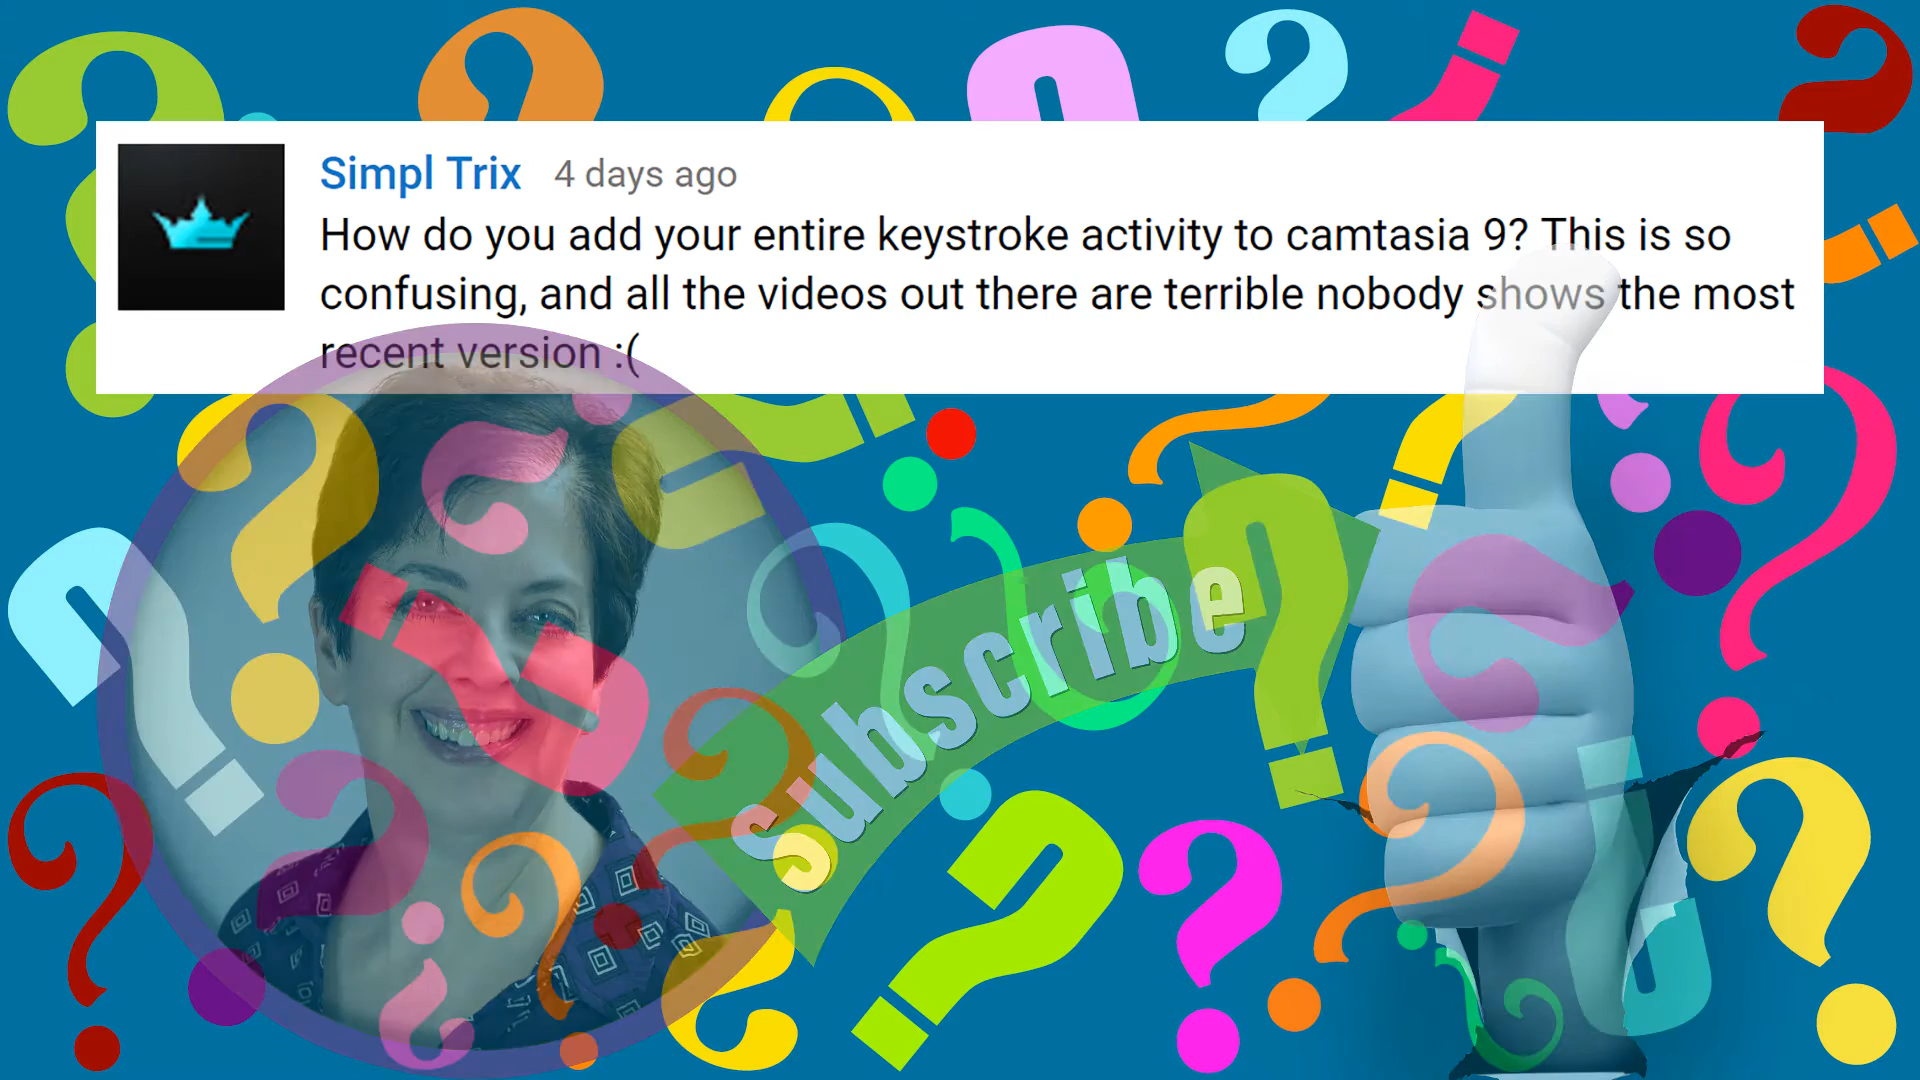 Simpl Trix 4 days ago
How do you add your entire keystroke activity to camtasia 9? This is so
confusing, and all the videos out there are terrible nobody shows the most
recent version :(
subscribe